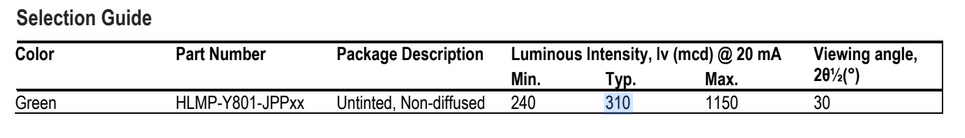 Selection Guide
Color Part Number Package Description Luminous Intensity, Iv (mcd) @ 20 mA Viewing angle,
Min. Typ. Max. 2θ½(°)
Green HLMP-Y801-JPPxx Untinted, Non-diffused 240 310 1150 30